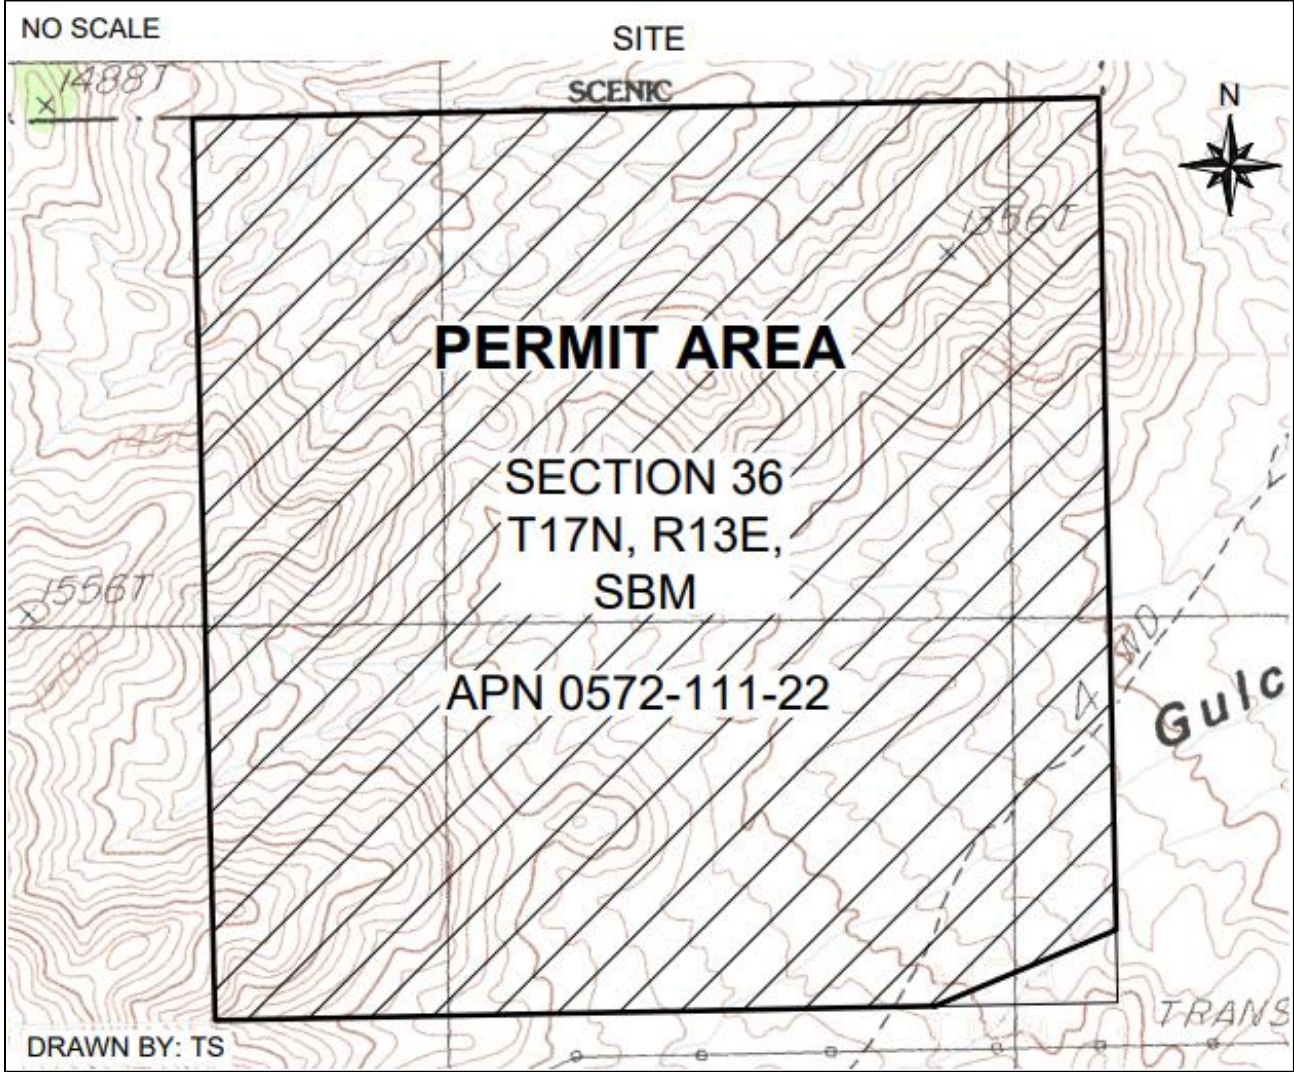 NO SCALE
SITE
1488T
SCENIC
N
1356T
PERMIT AREA
SECTION 36
T17N, R13E,
SBM
1556T
4 WD
APN 0572-111-22
Gulc
TRANS
DRAWN BY: TS